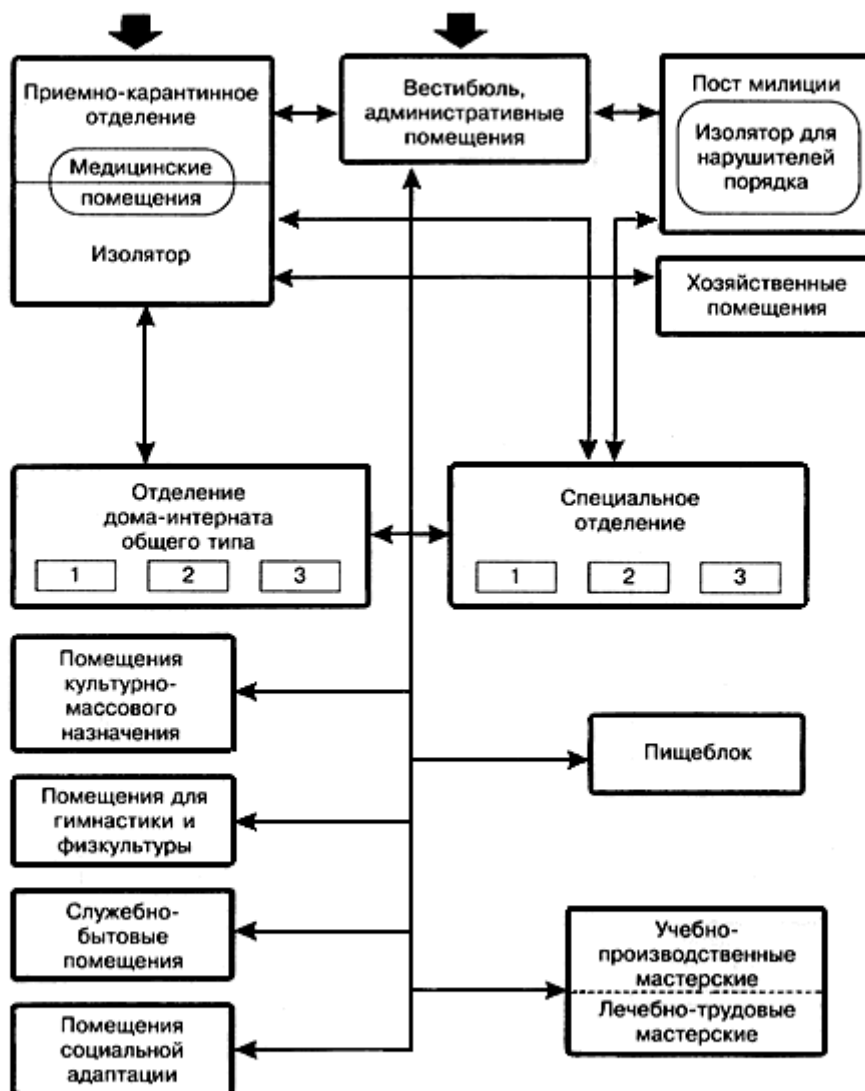 Приемно-карантинное
отделение
Медицинские
помещения
Изолятор
Вестибюль,
административные
помещения
Пост милиции
Изолятор для
нарушителей
порядка
Хозяйственные
помещения
Отделение
дома-интерната
общего типа
1 2 3
Специальное
отделение
1 2 3
Помещения
культурно-
массового
назначения
Пищеблок
Помещения для
гимнастики и
физкультуры
Служебно-
бытовые
помещения
Учебно-
производственные
мастерские
Лечебно-трудовые
мастерские
Помещения
социальной
адаптации